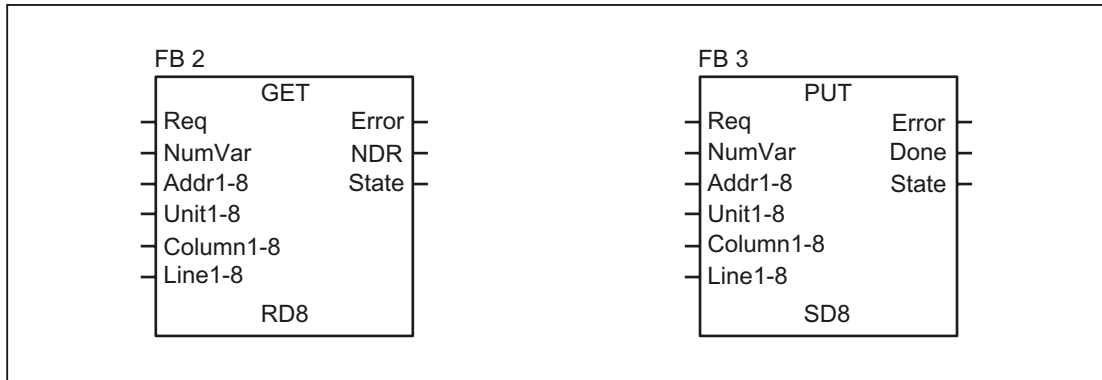 FB 2
GET
Req Error
NumVar NDR
Addr1-8 State
Unit1-8
Column1-8
Line1-8
RD8
FB 3
PUT
Req Error
NumVar Done
Addr1-8 State
Unit1-8
Column1-8
Line1-8
SD8